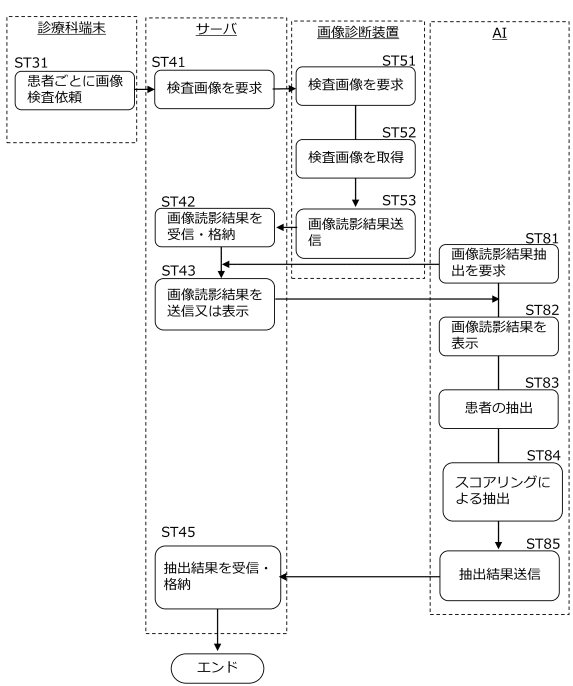 診療科端末
サーバ
画像診断装置
AI
ST31
患者ごとに画像
検査依頼
ST41
検査画像を要求
ST51
検査画像を要求
ST52
検査画像を取得
ST53
画像読影結果送
信
ST42
画像読影結果を
受信・格納
ST81
画像読影結果抽
出を要求
ST43
画像読影結果を
送信又は表示
ST82
画像読影結果を
表示
ST83
患者の抽出
ST84
スコアリングに
よる抽出
ST85
抽出結果送信
ST45
抽出結果を受信・
格納
エンド